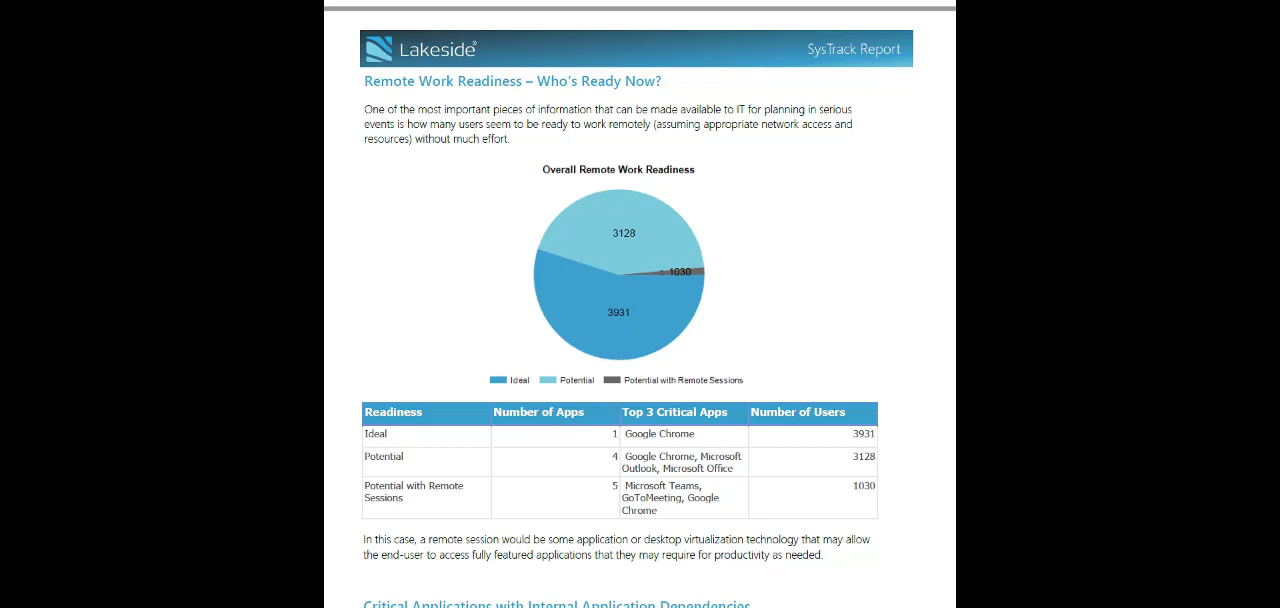 Lakeside®
SysTrack Report
Remote Work Readiness – Who's Ready Now?
One of the most important pieces of information that can be made available to IT for planning in serious
events is how many users seem to be ready to work remotely (assuming appropriate network access and
resources) without much effort.
Overall Remote Work Readiness
3128
1030
3931
Ideal Potential Potential with Remote Sessions
Readiness Number of Apps Top 3 Critical Apps Number of Users
Ideal 1 Google Chrome 3931
Potential 4 Google Chrome, Microsoft 3128
Outlook, Microsoft Office
Potential with Remote 5 Microsoft Teams, 1030
Sessions GoToMeeting, Google
Chrome
In this case, a remote session would be some application or desktop virtualization technology that may allow
the end-user to access fully featured applications that they may require for productivity as needed.
Critical Applications with Internal Application Dependencies